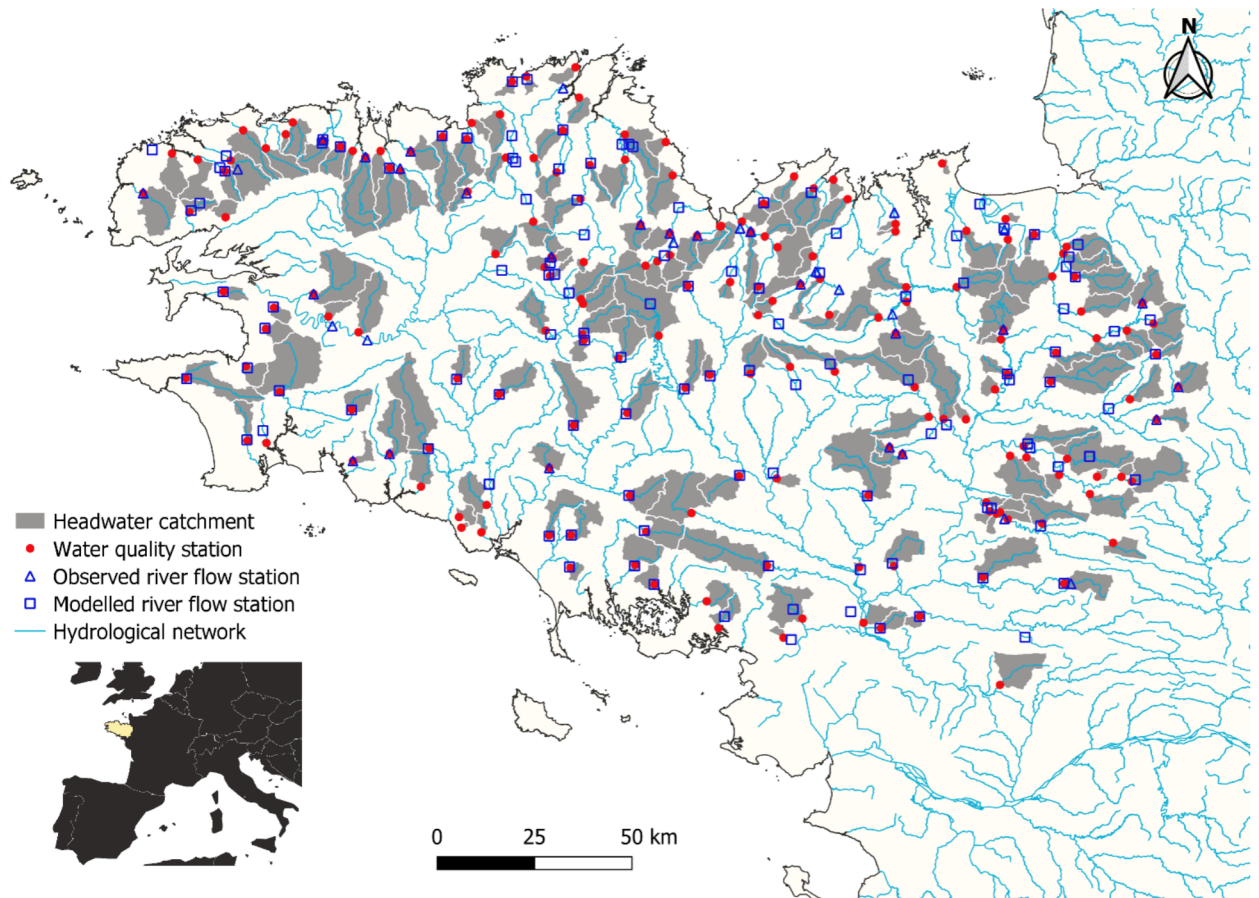 N
Headwater catchment
Water quality station
Observed river flow station
Modelled river flow station
Hydrological network
0 25 50 km